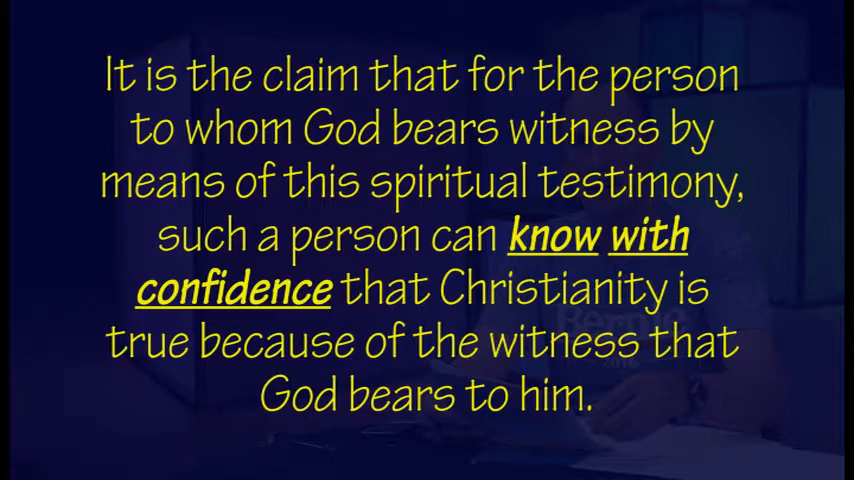 It is the claim that for the person
to whom God bears witness by
means of this spiritual testimony,
such a person can know with
confidence that Christianity is
true because of the witness that
God bears to him.
Bernie